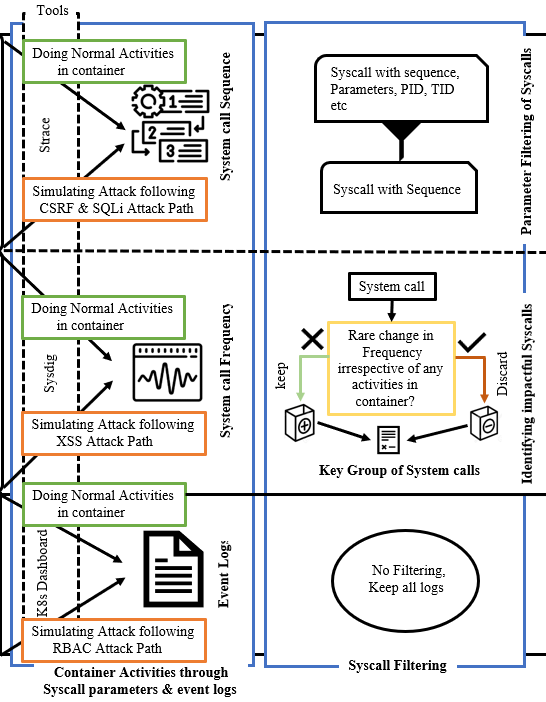 Tools
Doing Normal Activities
in container
Strace
1
2
3
System call Sequence
Simulating Attack following
CSRF & SQLi Attack Path
Syscall with sequence,
Parameters, PID, TID
etc
Syscall with Sequence
Parameter Filtering of Syscalls
Doing Normal Activities
in container
Sysdig
System call Frequency
Simulating Attack following
XSS Attack Path
System call
Rare change in
Frequency
irrespective of any
activities in
container?
keep
Discard
Key Group of System calls
Identifying impactful Syscalls
Doing Normal Activities
in container
K8s Dashboard
Event Logs
Simulating Attack following
RBAC Attack Path
No Filtering,
Keep all logs
Container Activities through
Syscall parameters & event logs
Syscall Filtering